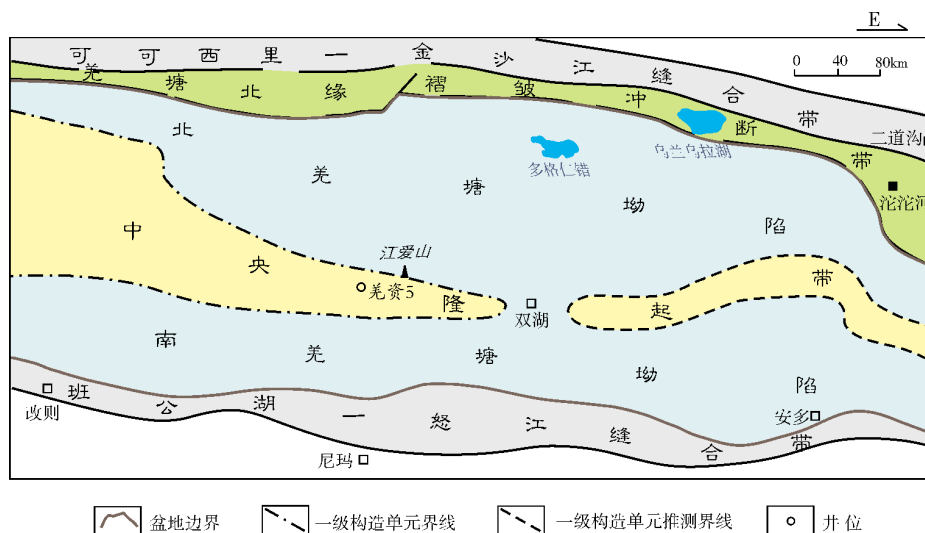 E
0 40 80km
可可西里—金沙江缝合带
羌塘北缘褶皱冲断带
二道沟
乌兰乌拉湖
多格仁错
沱沱河
北羌塘坳陷
江爱山
中央隆起带
羌资5
双湖
南羌塘坳陷
改则
班公湖—怒江缝合带
安多
尼玛
盆地边界
一级构造单元界线
一级构造单元推测界线
井位